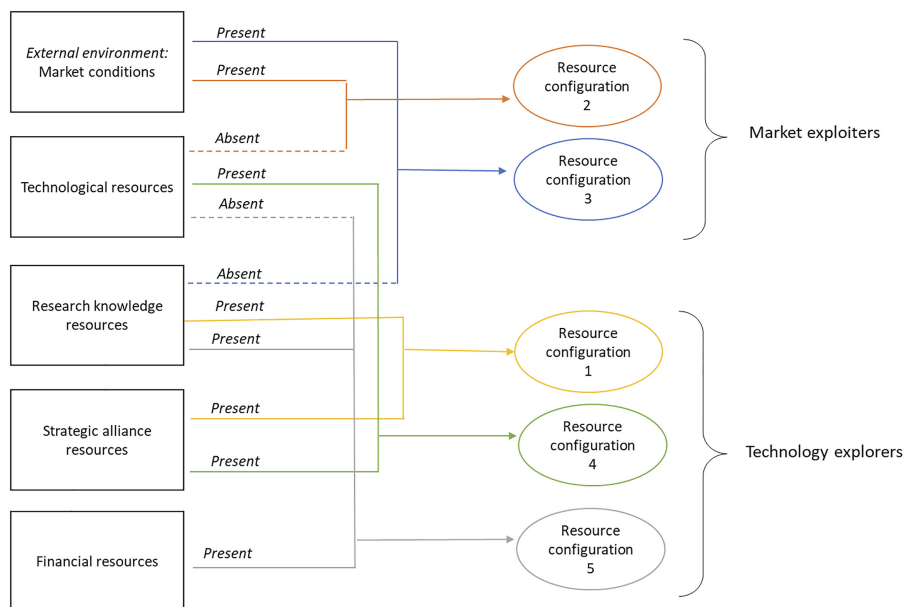 External environment:
Market conditions
Technological resources
Research knowledge
resources
Strategic alliance
resources
Financial resources
Present
Present
Absent
Present
Absent
Absent
Present
Present
Present
Present
Present
Resource
configuration
2
Resource
configuration
3
Resource
configuration
1
Resource
configuration
4
Resource
configuration
5
Market exploiters
Technology explorers